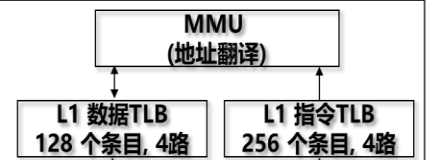 MMU
(地址翻译)
L1 数据TLB
128 个条目, 4路
L1 指令TLB
256 个条目, 4路